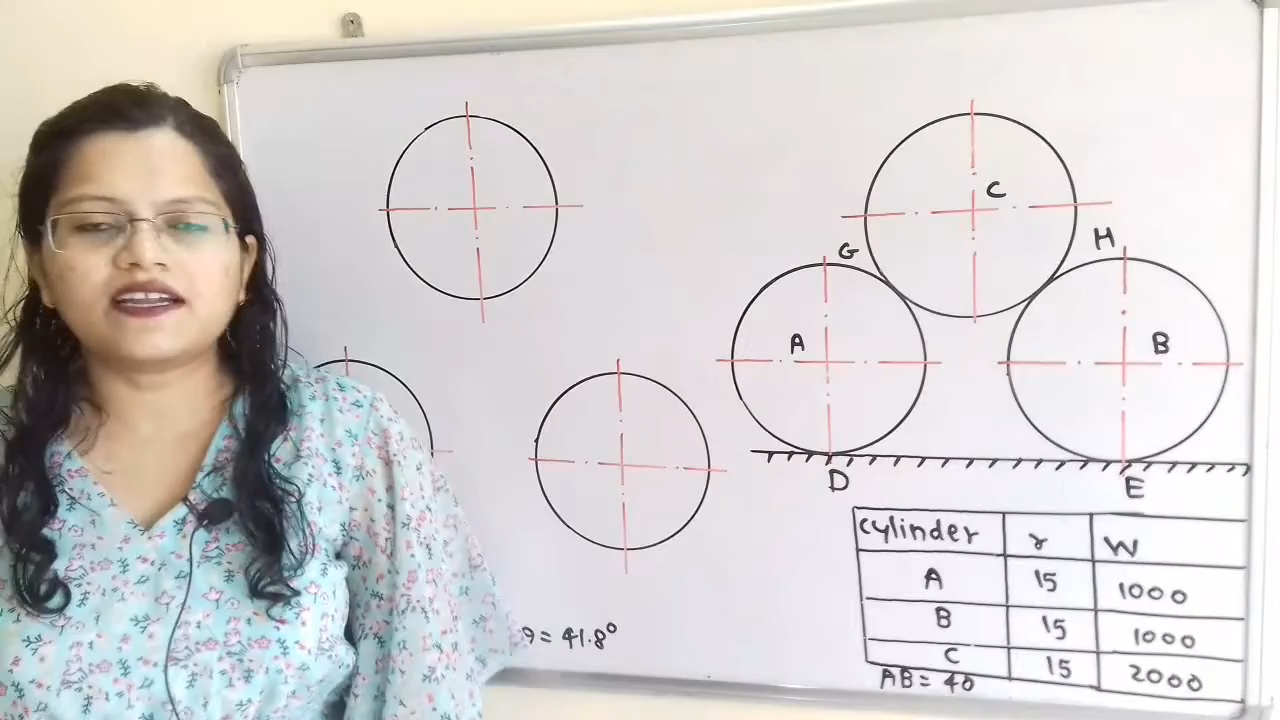 C
G
H
A
B
D
E
cylinder r W
A 15 1000
B 15 1000
C 15 2000
AB = 40
θ = 41.8°